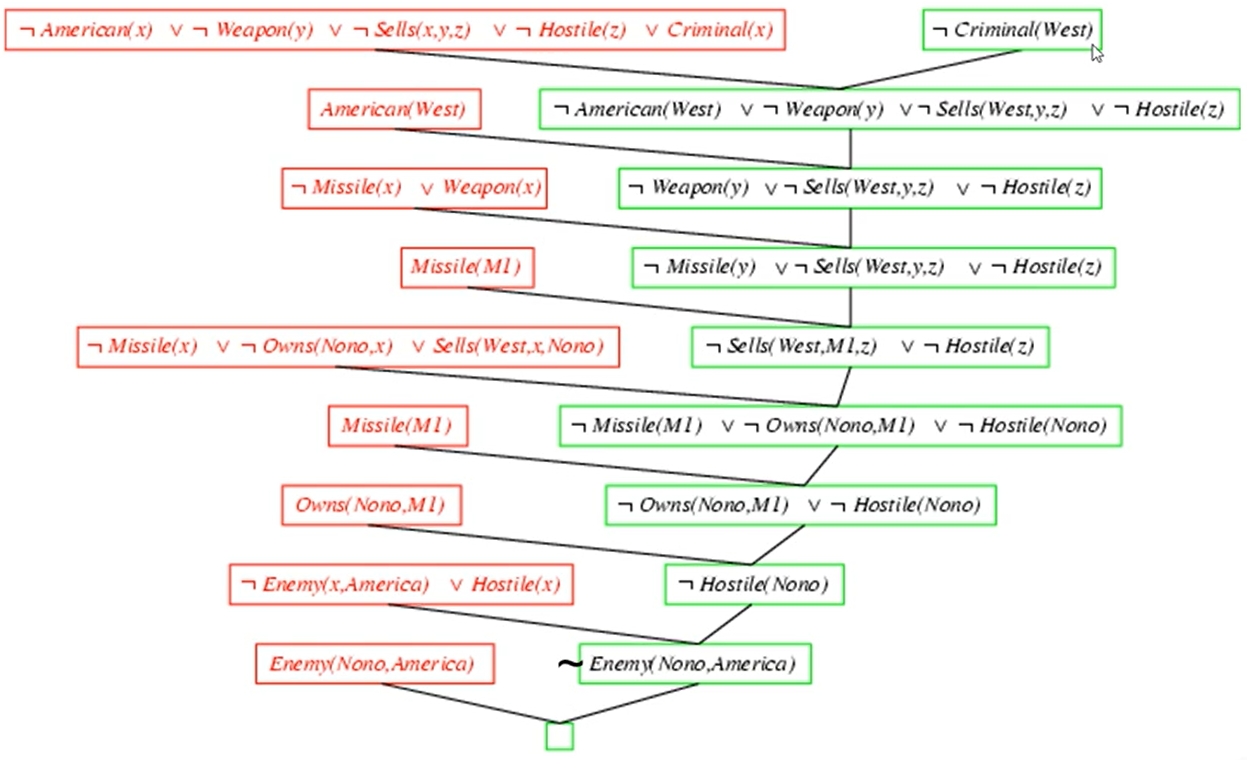 ¬ American(x) ∨ ¬ Weapon(y) ∨ ¬ Sells(x,y,z) ∨ ¬ Hostile(z) ∨ Criminal(x)
¬ Criminal(West)
American(West)
¬ American(West) ∨ ¬ Weapon(y) ∨ ¬ Sells(West,y,z) ∨ ¬ Hostile(z)
¬ Missile(x) ∨ Weapon(x)
¬ Weapon(y) ∨ ¬ Sells(West,y,z) ∨ ¬ Hostile(z)
Missile(M1)
¬ Missile(y) ∨ ¬ Sells(West,y,z) ∨ ¬ Hostile(z)
¬ Missile(x) ∨ ¬ Owns(Nono,x) ∨ Sells(West,x,Nono)
¬ Sells(West,M1,z) ∨ ¬ Hostile(z)
Missile(M1)
¬ Missile(M1) ∨ ¬ Owns(Nono,M1) ∨ ¬ Hostile(Nono)
Owns(Nono,M1)
¬ Owns(Nono,M1) ∨ ¬ Hostile(Nono)
¬ Enemy(x,America) ∨ Hostile(x)
¬ Hostile(Nono)
Enemy(Nono,America)
~ Enemy(Nono,America)